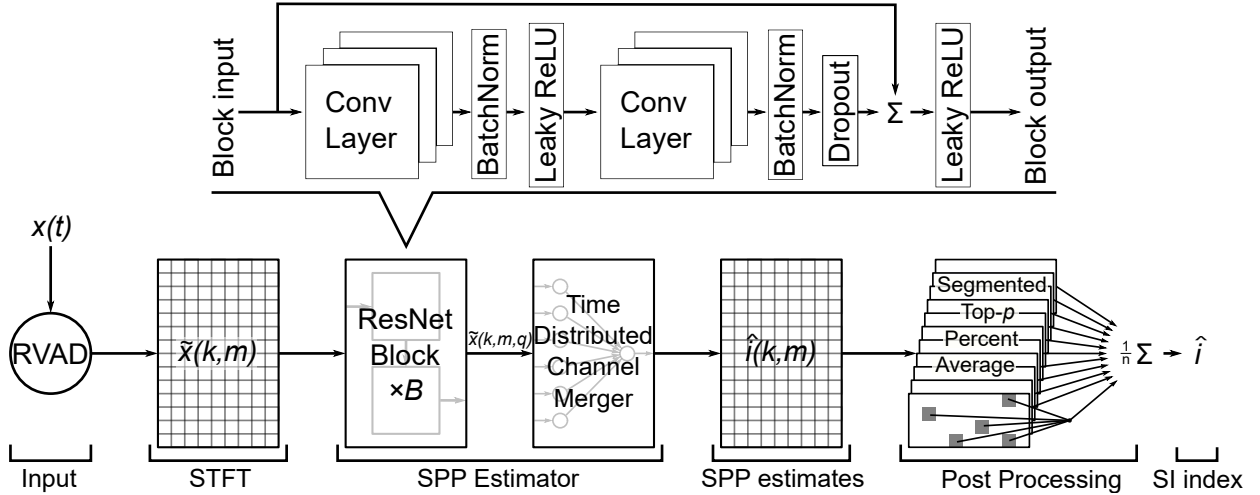 Block input
Conv
Layer
BatchNorm
Leaky ReLU
Conv
Layer
BatchNorm
Dropout
Σ
Leaky ReLU
Block output
x(t)
RVAD
x̃(k,m)
ResNet
Block
×B
x̃(k,m,q)
Time
Distributed
Channel
Merger
î(k,m)
Segmented
Top-p
Percent
Average
1/n Σ
î
Input
STFT
SPP Estimator
SPP estimates
Post Processing
SI index